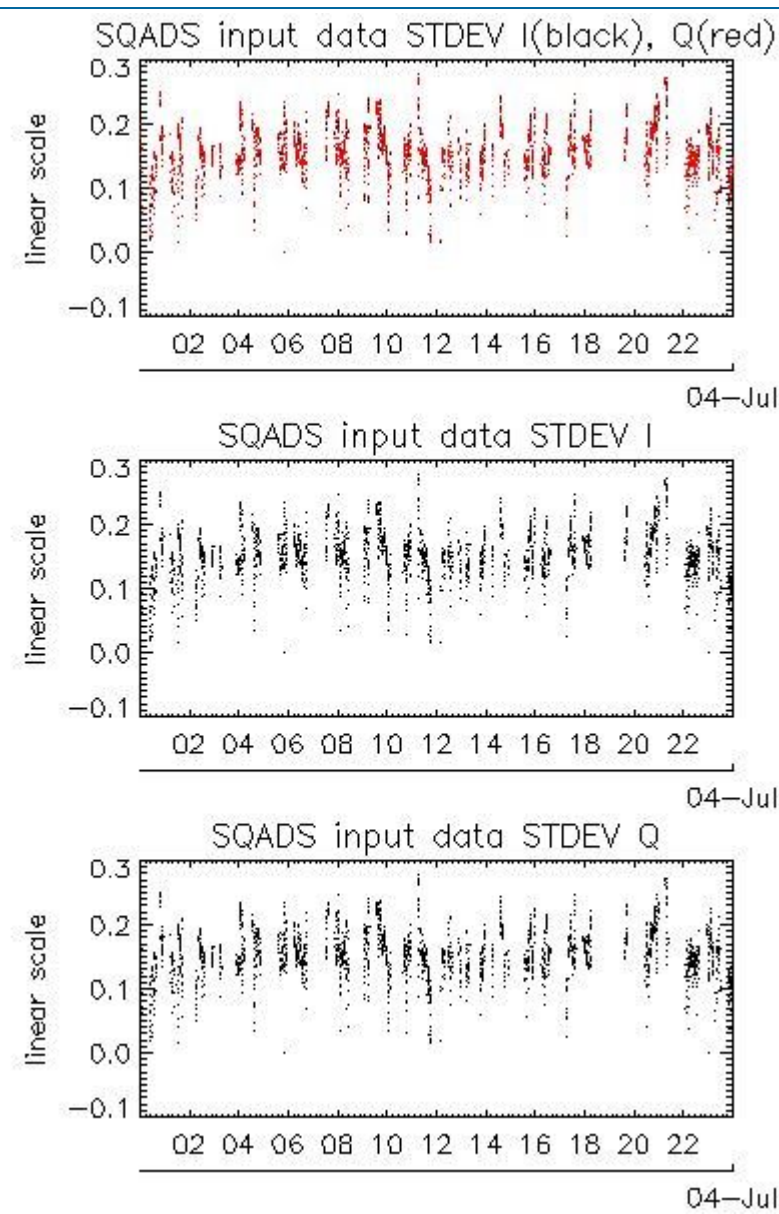 SQADS input data STDEV I(black), Q(red)
0.3
0.2
0.1
0.0
−0.1
linear scale
02 04 06 08 10 12 14 16 18 20 22
04−Jul
SQADS input data STDEV I
0.3
0.2
0.1
0.0
−0.1
linear scale
02 04 06 08 10 12 14 16 18 20 22
04−Jul
SQADS input data STDEV Q
0.3
0.2
0.1
0.0
−0.1
linear scale
02 04 06 08 10 12 14 16 18 20 22
04−Jul